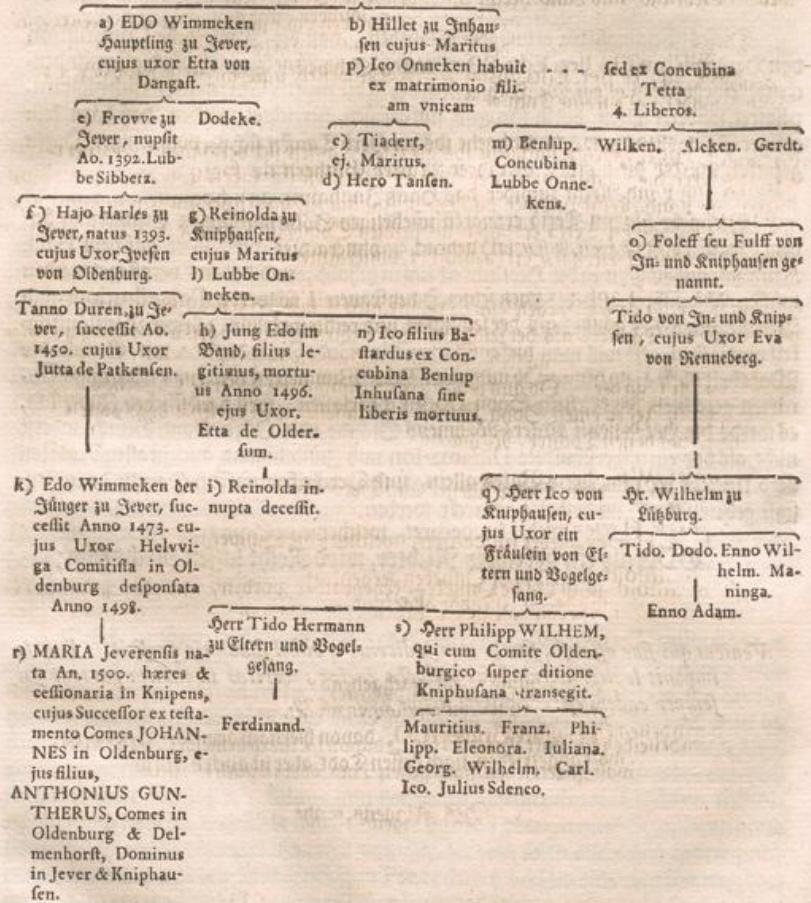 a) EDO Wimmeken
Hauptling zu Jever,
cujus uxor Etta von
Dangast.
b) Hillet zu Inhau-
sen cujus Maritus
p) Ico Onneken habuit
ex matrimonio fili-
am vnicam
- - - sed ex Concubina
Tetta
4. Liberos.
e) Frovve zu
Jever, nupsit
Ao. 1392. Lub-
be Sibbetz.
Dodeke.
c) Tiadert,
ej. Maritus,
d) Hero Tansen.
m) Benlup.
Concubina
Lubbe Onne-
kens.
Wilken. Alcken. Gerdt.
f) Hajo Harles zu
Jever, natus 1393.
cujus Uxor Ivesen
von Oldenburg.
g) Reinolda zu
Kniphausen,
cujus Maritus
l) Lubbe On-
neken.
o) Foleff seu Fulff von
In- und Kniphausen ge-
nannt.
Tanno Duren, zu Je-
ver, successit Ao.
1450. cujus Uxor
Jutta de Patkensen.
h) Jung Edo im
Band, filius le-
gitimus, mortu-
us Anno 1496.
ejus Uxor,
Etta de Older-
sum.
n) Ico filius Ba-
stardus ex Con-
cubina Benlup
Inhusana sine
liberis mortuus.
Tido von In- und Knip-
sen, cujus Uxor Eva
von Renneberg.
k) Edo Wimmeken der
Jünger zu Jever, suc-
cessit Anno 1473. cu-
jus Uxor Helvvi-
ga Comitissa in Ol-
denburg desponsata
Anno 1498.
i) Reinolda in-
nupta decessit.
q) Herr Ico von
Kniphausen, cu-
jus Uxor ein
Fräulein von El-
tern und Vogelge-
sang.
Hr. Wilhelm zu
Lützburg.
Tido. Dodo. Enno Wil-
helm. Ma-
ninga.
Enno Adam.
r) MARIA Jeverensis na-
ta An. 1500. hæres &
cessionaria in Knipens,
cujus Successor ex testa-
mento Comes JOHAN-
NES in Oldenburg, e-
jus filius,
ANTHONIUS GUN-
THERUS, Comes in
Oldenburg & Del-
menhorst, Dominus
in Jever & Kniphau-
sen.
Herr Tido Hermann
zu Eltern und Vogel-
gesang.
Ferdinand.
s) Herr Philipp WILHEM,
qui cum Comite Olden-
burgico super ditione
Kniphusana transegit.
Mauritius. Franz. Phi-
lipp. Eleonora. Iuliana.
Georg. Wilhelm. Carl.
Ico. Julius Sdenco.